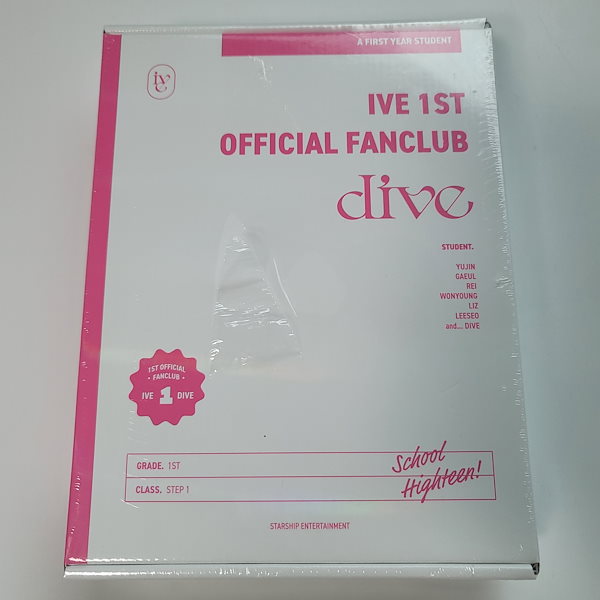 A FIRST YEAR STUDENT
ive
IVE 1ST
OFFICIAL FANCLUB
dive
STUDENT.
YUJIN
GAEUL
REI
WONYOUNG
LIZ
LEESEO
and... DIVE
1ST OFFICIAL
- FANCLUB -
IVE 1 DIVE
GRADE. 1ST
CLASS. STEP 1
School
Highteen!
STARSHIP ENTERTAINMENT